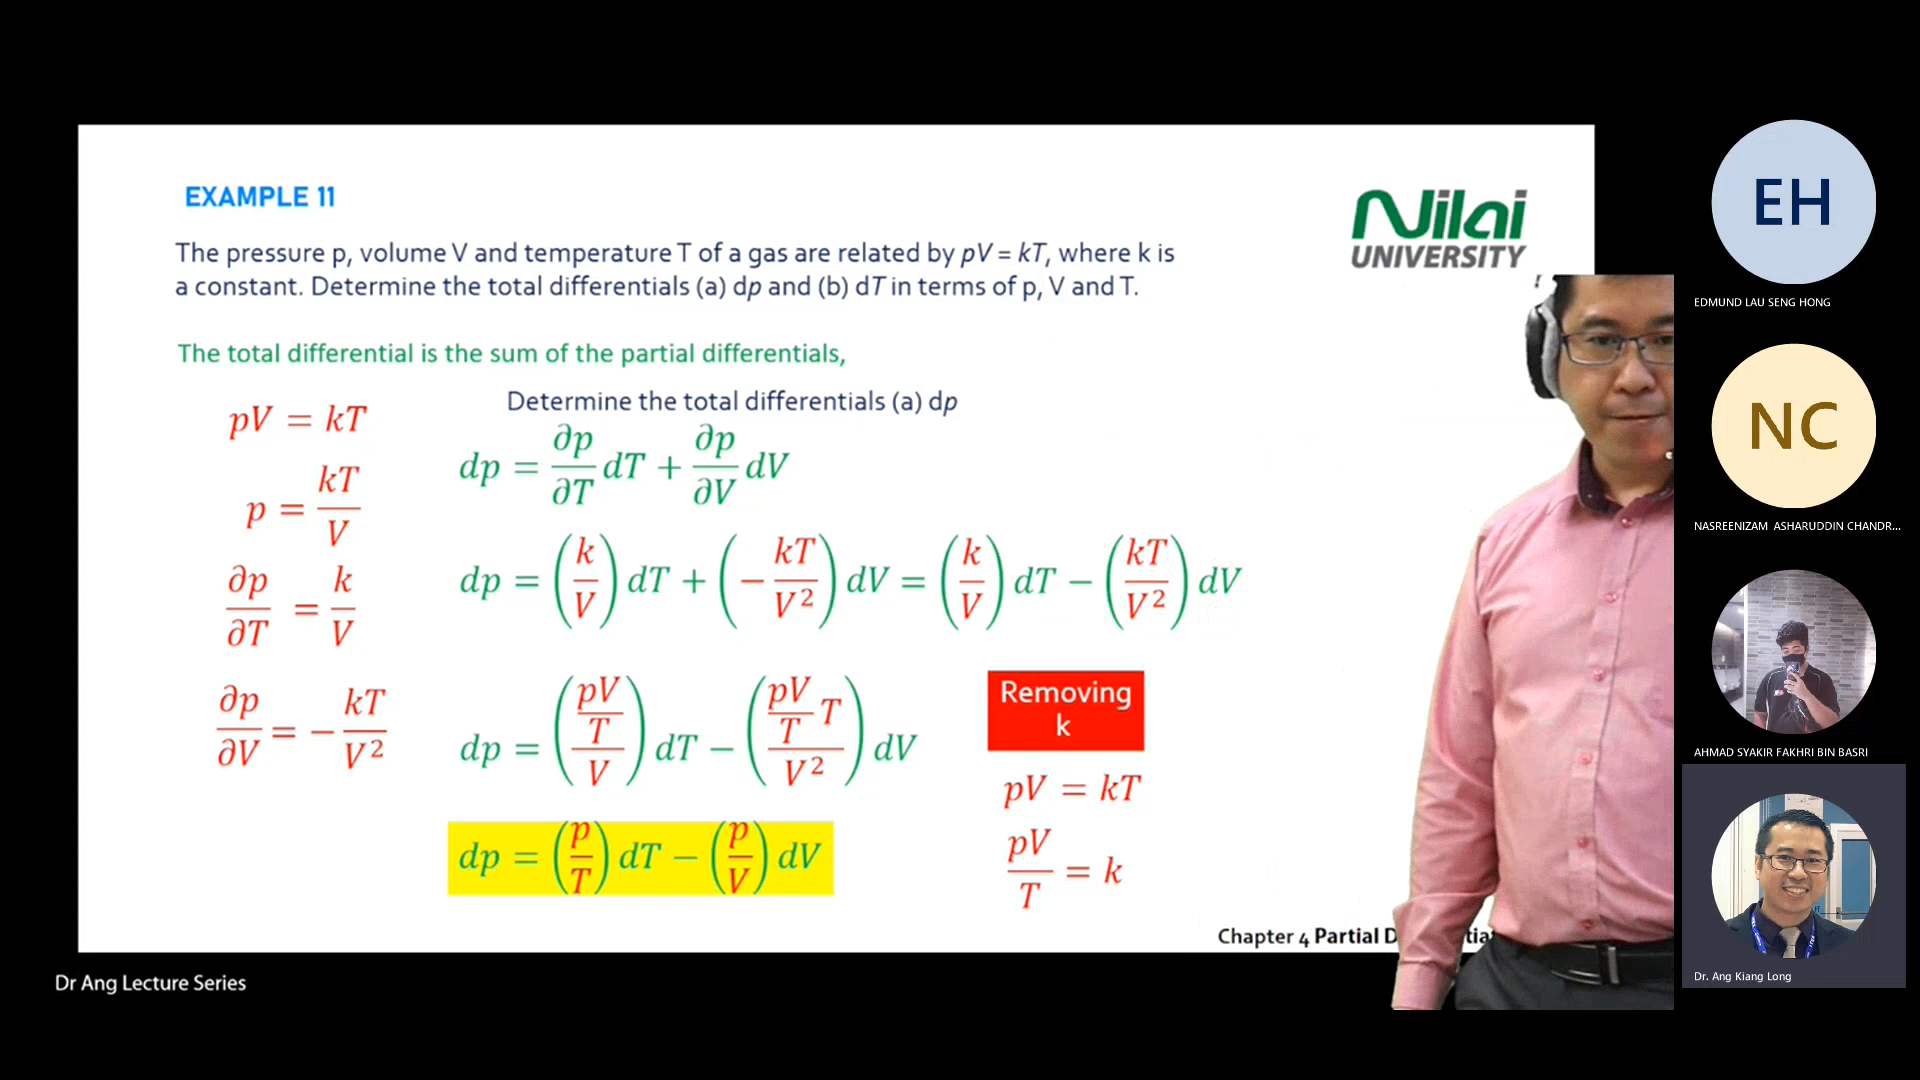 EXAMPLE 11
Nilai
UNIVERSITY
The pressure p, volume V and temperature T of a gas are related by pV = kT, where k is
a constant. Determine the total differentials (a) dp and (b) dT in terms of p, V and T.
The total differential is the sum of the partial differentials,
Determine the total differentials (a) dp
pV = kT
p = kT/V
∂p/∂T = k/V
∂p/∂V = −kT/V²
dp = ∂p/∂T dT + ∂p/∂V dV
dp = (k/V) dT + (−kT/V²) dV = (k/V) dT − (kT/V²) dV
dp = ((pV/T)/V) dT − ((pV/T T)/V²) dV
dp = (p/T) dT − (p/V) dV
Removing
k
pV = kT
pV/T = k
Chapter 4 Partial D
Dr Ang Lecture Series
EH
EDMUND LAU SENG HONG
NC
NASREENIZAM ASHARUDDIN CHANDR...
AHMAD SYAKIR FAKHRI BIN BASRI
Dr. Ang Kiang Long